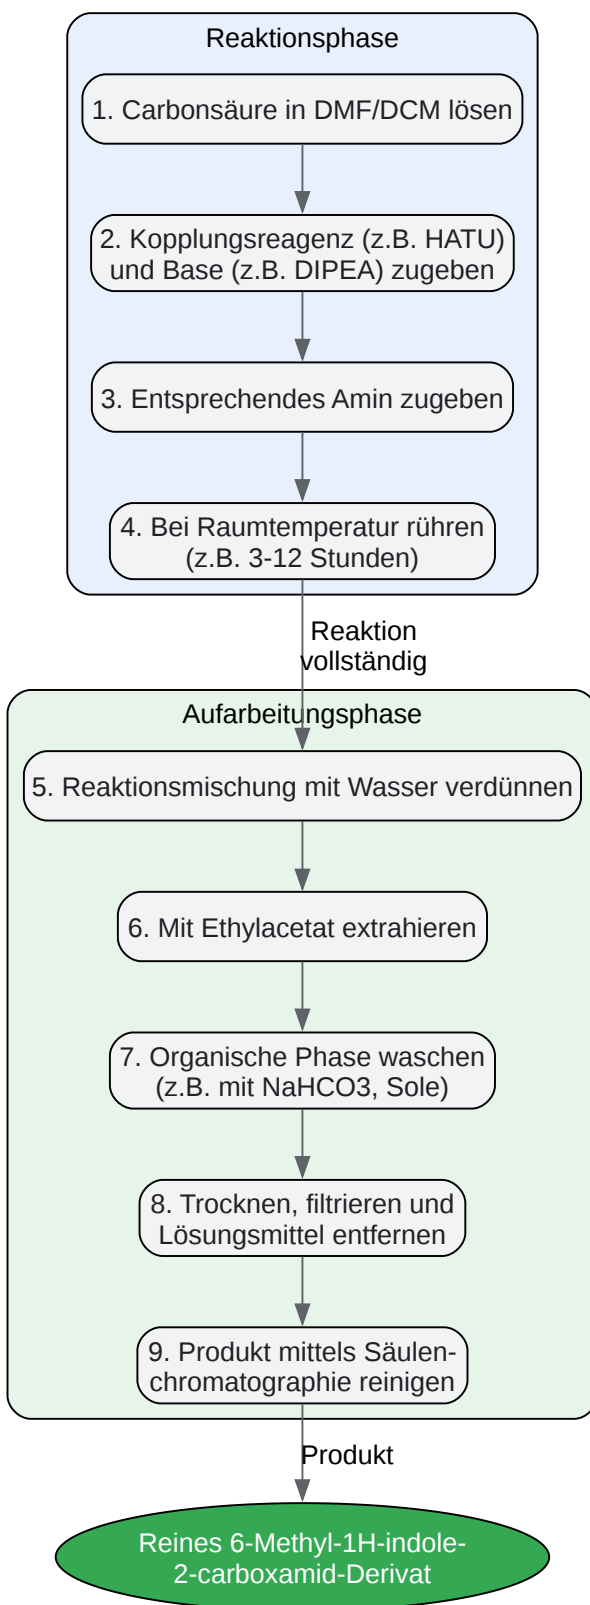 Reaktionsphase
1. Carbonsäure in DMF/DCM lösen
2. Kopplungsreagenz (z.B. HATU)
und Base (z.B. DIPEA) zugeben
3. Entsprechendes Amin zugeben
4. Bei Raumtemperatur rühren
(z.B. 3-12 Stunden)
Reaktion
vollständig
Aufarbeitungsphase
5. Reaktionsmischung mit Wasser verdünnen
6. Mit Ethylacetat extrahieren
7. Organische Phase waschen
(z.B. mit NaHCO3, Sole)
8. Trocknen, filtrieren und
Lösungsmittel entfernen
9. Produkt mittels Säulen-
chromatographie reinigen
Produkt
Reines 6-Methyl-1H-indole-
2-carboxamid-Derivat